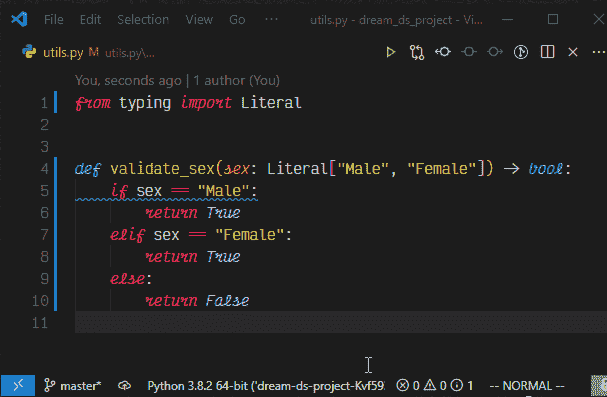 File Edit Selection View Go ··· utils.py - dream_ds_project - Vi...
utils.py M utils.py\...
You, seconds ago | 1 author (You)
1 from typing import Literal
2
3
4 def validate_sex(sex: Literal["Male", "Female"]) -> bool:
5 if sex == "Male":
6 return True
7 elif sex == "Female":
8 return True
9 else:
10 return False
11
master* Python 3.8.2 64-bit ('dream-ds-project-Kvf59: 0 0 1 -- NORMAL --